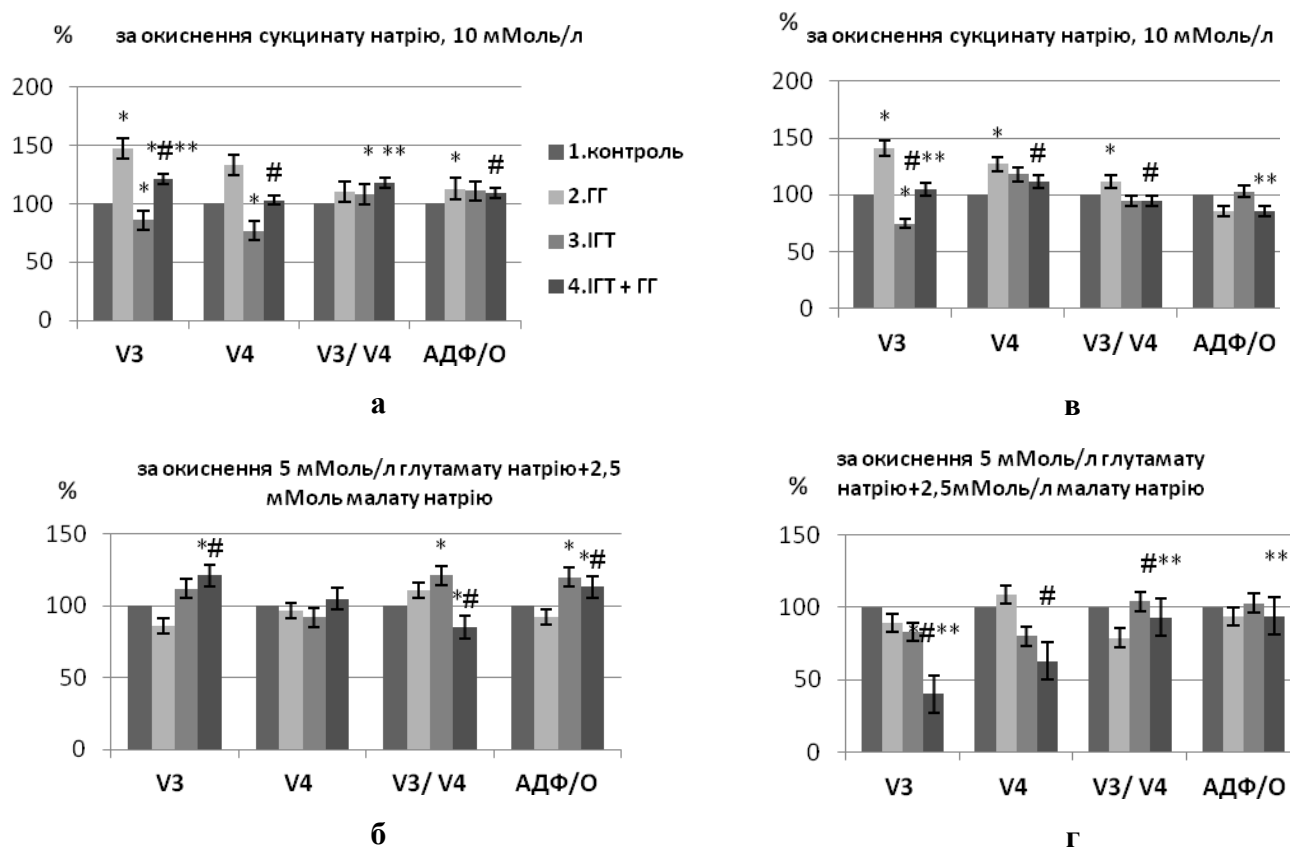 %
за окиснення сукцинату натрію, 10 мМоль/л
200
150
100
50
0
*
*#**
*
*
#
* **
*
#
V3
V4
V3/ V4
АДФ/О
1.контроль
2.ГГ
3.ІГТ
4.ІГТ + ГГ
а
%
за окиснення сукцинату натрію, 10 мМоль/л
200
150
100
50
0
*
#**
*
*
#
*
#
**
V3
V4
V3/ V4
АДФ/О
в
за окиснення 5 мМоль/л глутамату натрію+2,5
мМоль малату натрію
%
150
100
50
0
*#
*
*#
*
*#
V3
V4
V3/ V4
АДФ/О
б
за окиснення 5 мМоль/л глутамату
натрію+2,5мМоль/л малату натрію
%
150
100
50
0
*#**
#
#**
**
V3
V4
V3/ V4
АДФ/О
г